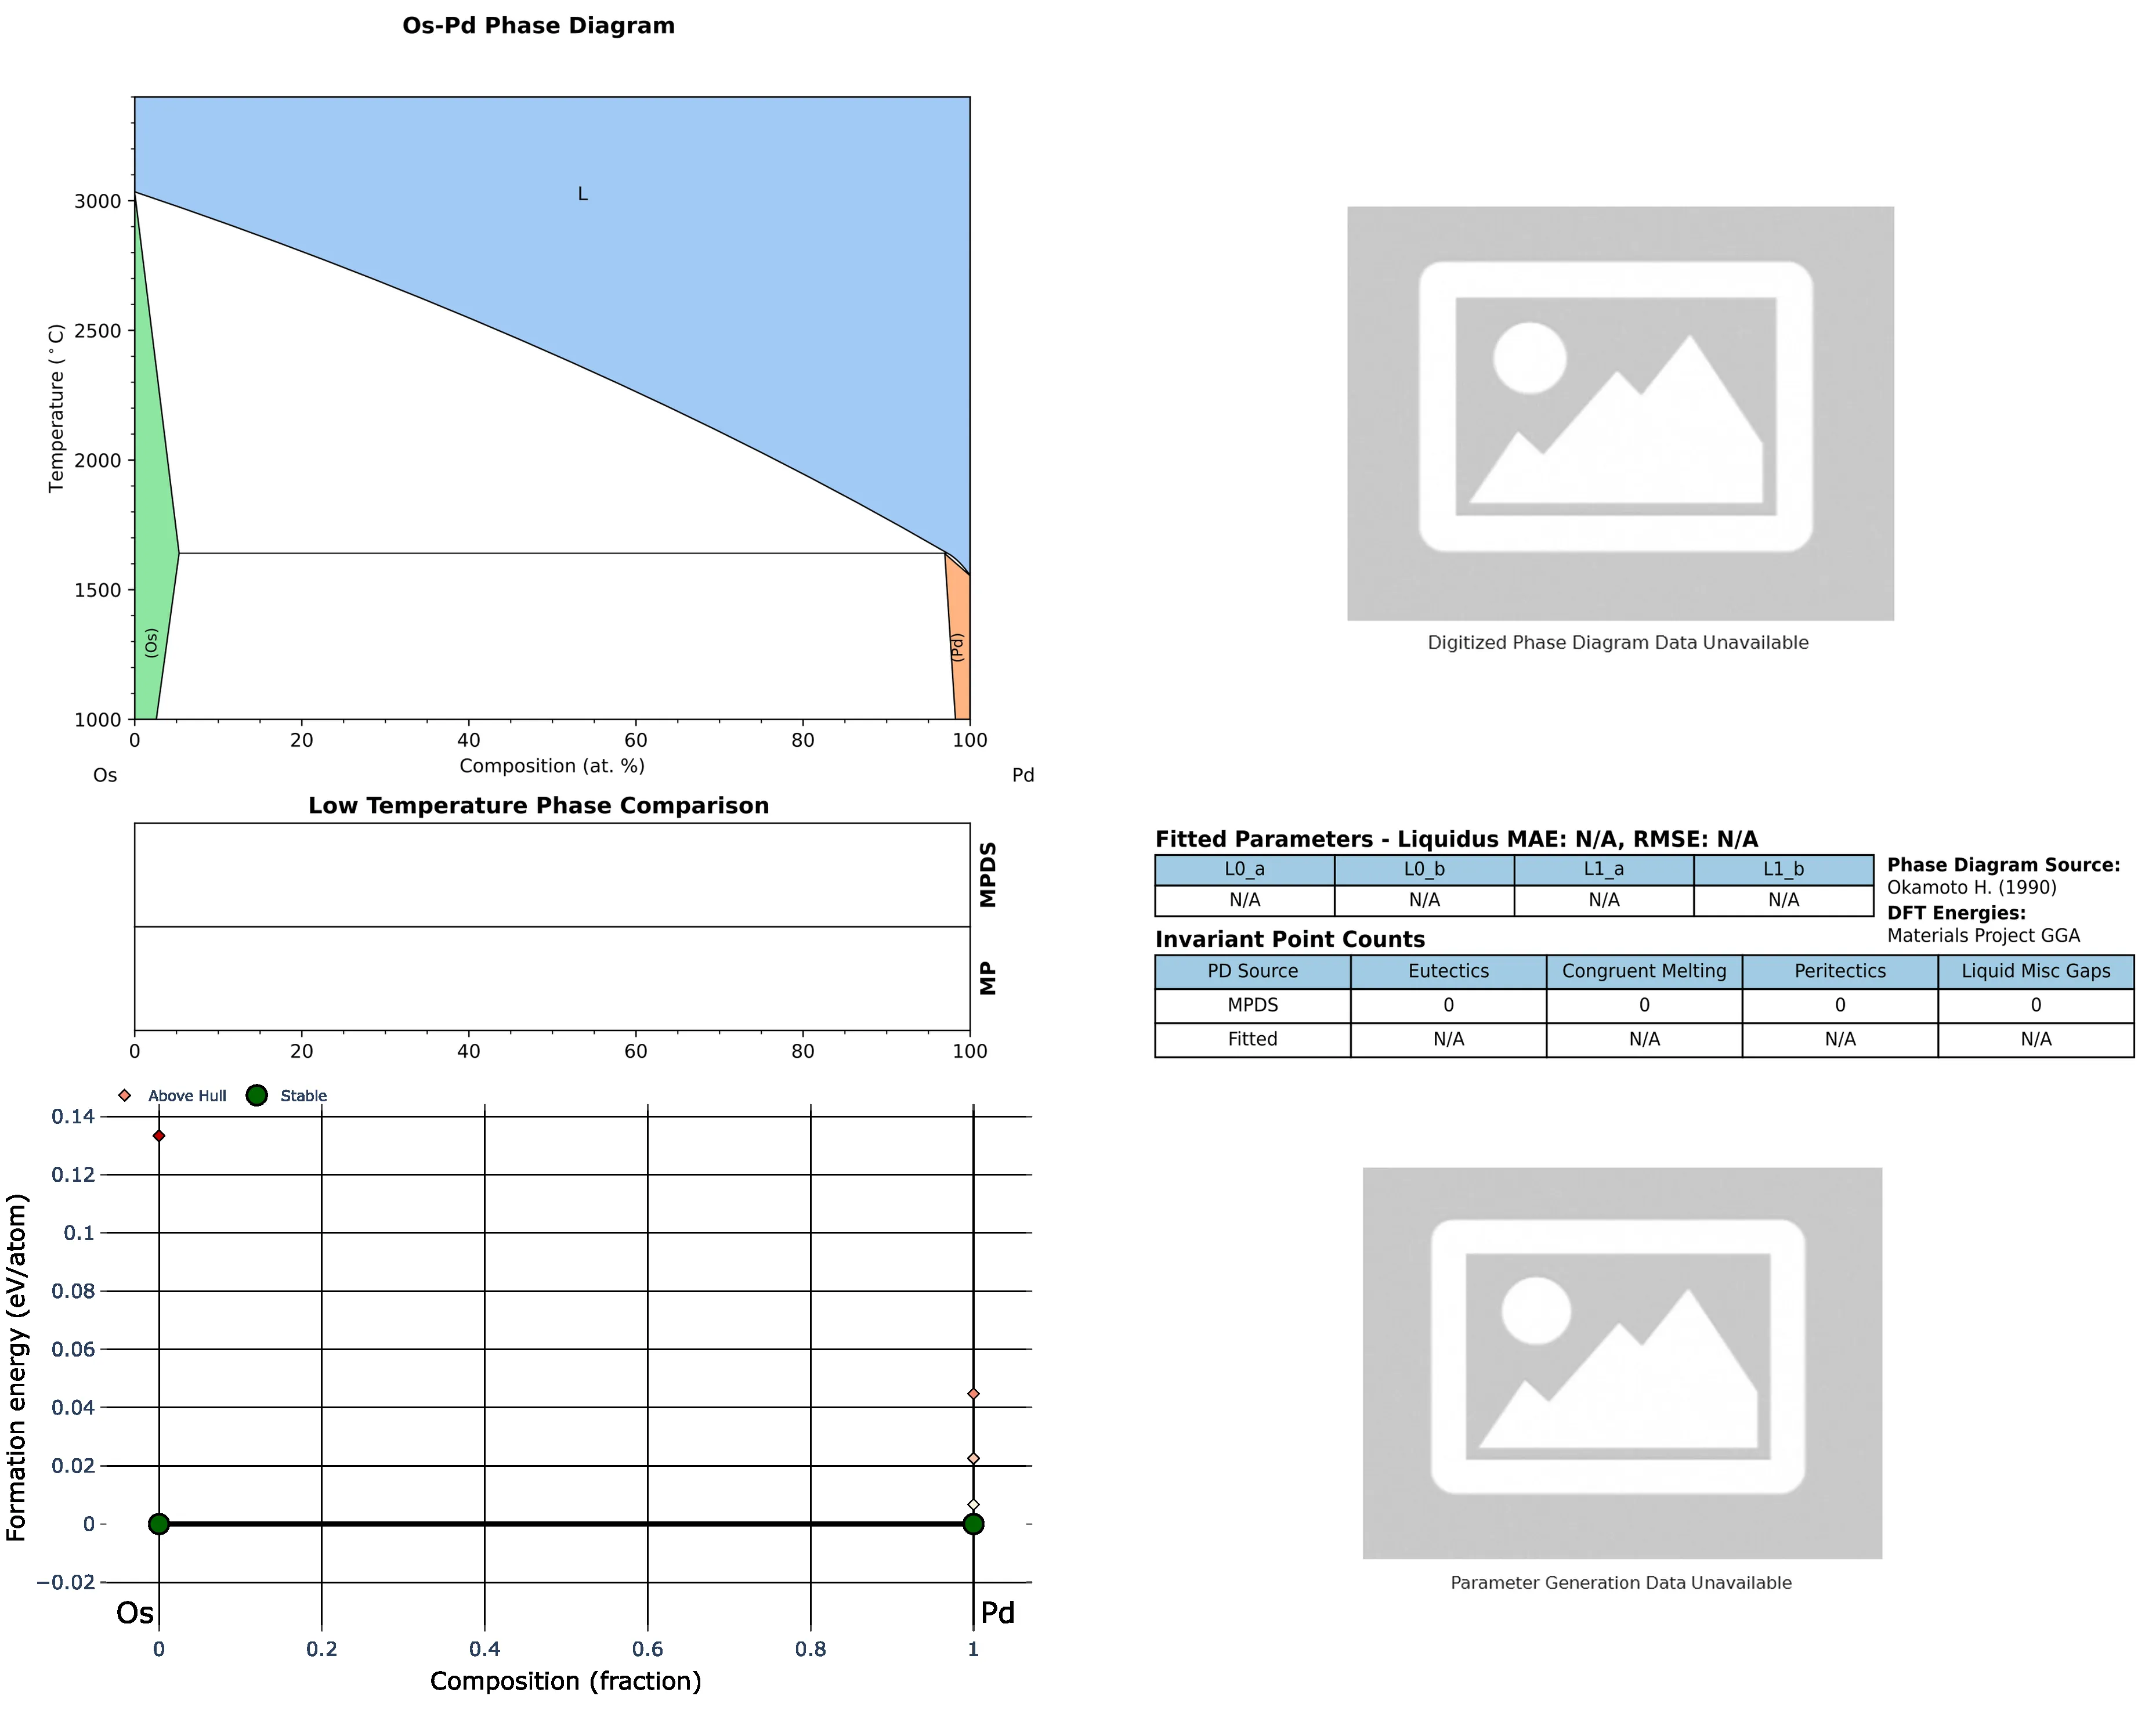 Os-Pd Phase Diagram
L
(Os)
(Pd)
3000
2500
2000
1500
1000
Temperature (°C)
0 20 40 60 80 100
Composition (at. %)
Os Pd
Digitized Phase Diagram Data Unavailable
Low Temperature Phase Comparison
MPDS
MP
0 20 40 60 80 100
Fitted Parameters - Liquidus MAE: N/A, RMSE: N/A
L0_a L0_b L1_a L1_b
N/A N/A N/A N/A
Phase Diagram Source:
Okamoto H. (1990)
DFT Energies:
Materials Project GGA
Invariant Point Counts
PD Source Eutectics Congruent Melting Peritectics Liquid Misc Gaps
MPDS 0 0 0 0
Fitted N/A N/A N/A N/A
Above Hull Stable
0.14
0.12
0.1
0.08
0.06
0.04
0.02
0
−0.02
Formation energy (eV/atom)
Os Pd
0 0.2 0.4 0.6 0.8 1
Composition (fraction)
Parameter Generation Data Unavailable